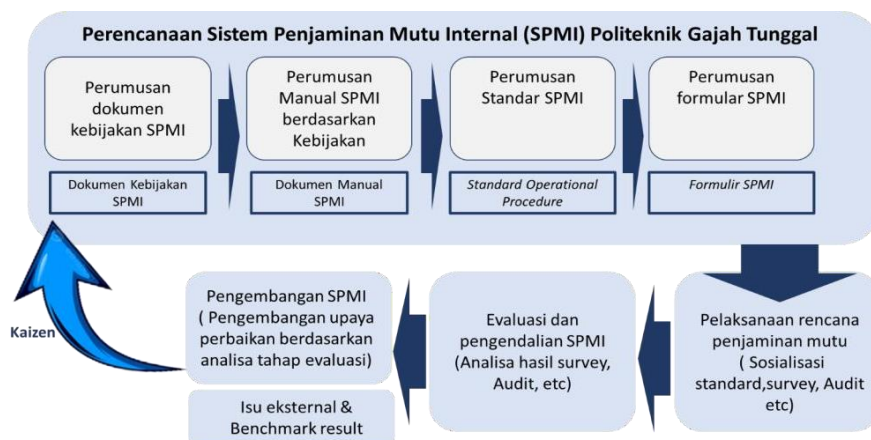 Perencanaan Sistem Penjaminan Mutu Internal (SPMI) Politeknik Gajah Tunggal
Perumusan
dokumen
kebijakan SPMI
Perumusan
Manual SPMI
berdasarkan
Kebijakan
Perumusan
Standar SPMI
Perumusan
formular SPMI
Dokumen Kebijakan
SPMI
Dokumen Manual
SPMI
Standard Operational
Procedure
Formulir SPMI
Pelaksanaan rencana
penjaminan mutu
( Sosialisasi
standard,survey, Audit
etc)
Evaluasi dan
pengendalian SPMI
(Analisa hasil survey,
Audit, etc)
Pengembangan SPMI
( Pengembangan upaya
perbaikan berdasarkan
analisa tahap evaluasi)
Isu eksternal &
Benchmark result
Kaizen